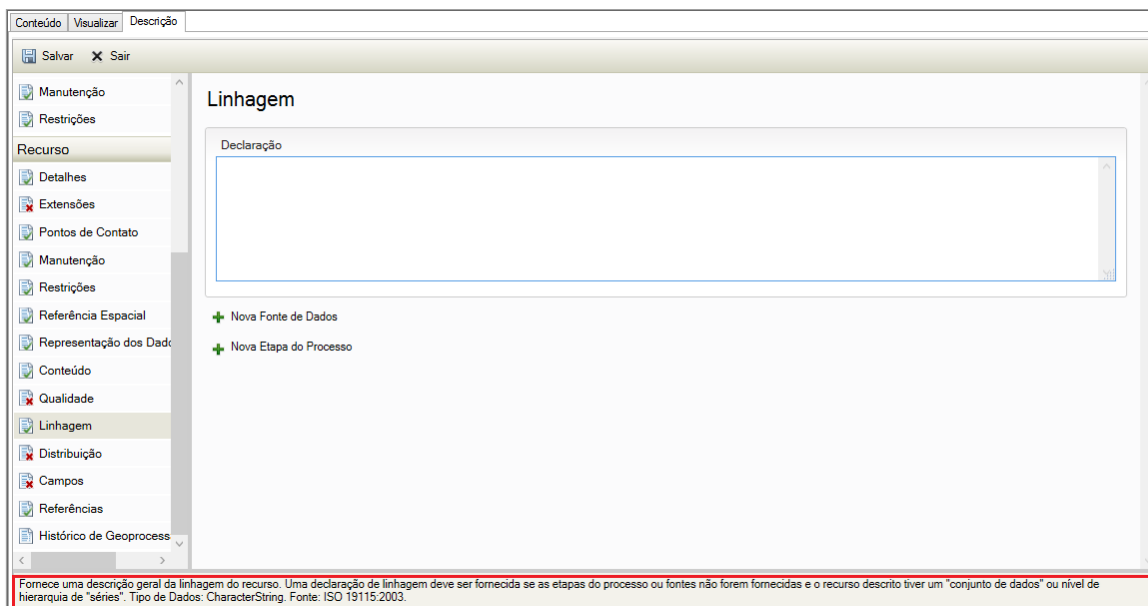 Conteúdo Visualizar Descrição
Salvar Sair
Manutenção
Restrições
Recurso
Detalhes
Extensões
Pontos de Contato
Manutenção
Restrições
Referência Espacial
Representação dos Dado
Conteúdo
Qualidade
Linhagem
Distribuição
Campos
Referências
Histórico de Geoprocess
Linhagem
Declaração
Nova Fonte de Dados
Nova Etapa do Processo
Fornece uma descrição geral da linhagem do recurso. Uma declaração de linhagem deve ser fornecida se as etapas do processo ou fontes não forem fornecidas e o recurso descrito tiver um "conjunto de dados" ou nível de
hierarquia de "séries". Tipo de Dados: CharacterString. Fonte: ISO 19115:2003.